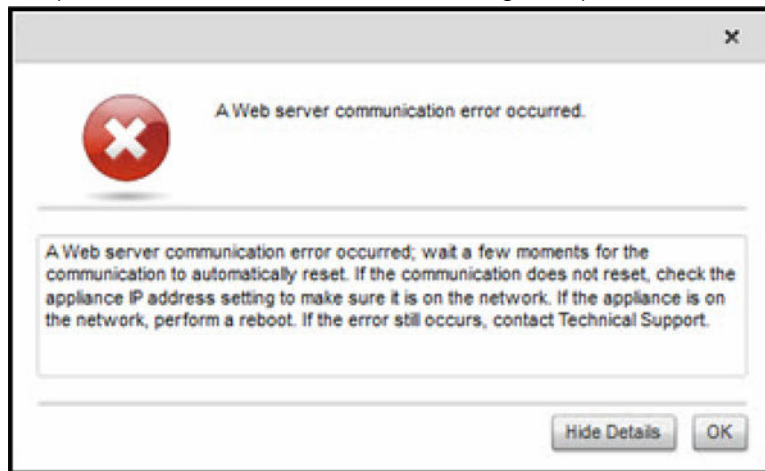 A Web server communication error occurred.
A Web server communication error occurred; wait a few moments for the
communication to automatically reset. If the communication does not reset, check the
appliance IP address setting to make sure it is on the network. If the appliance is on
the network, perform a reboot. If the error still occurs, contact Technical Support.
Hide Details OK